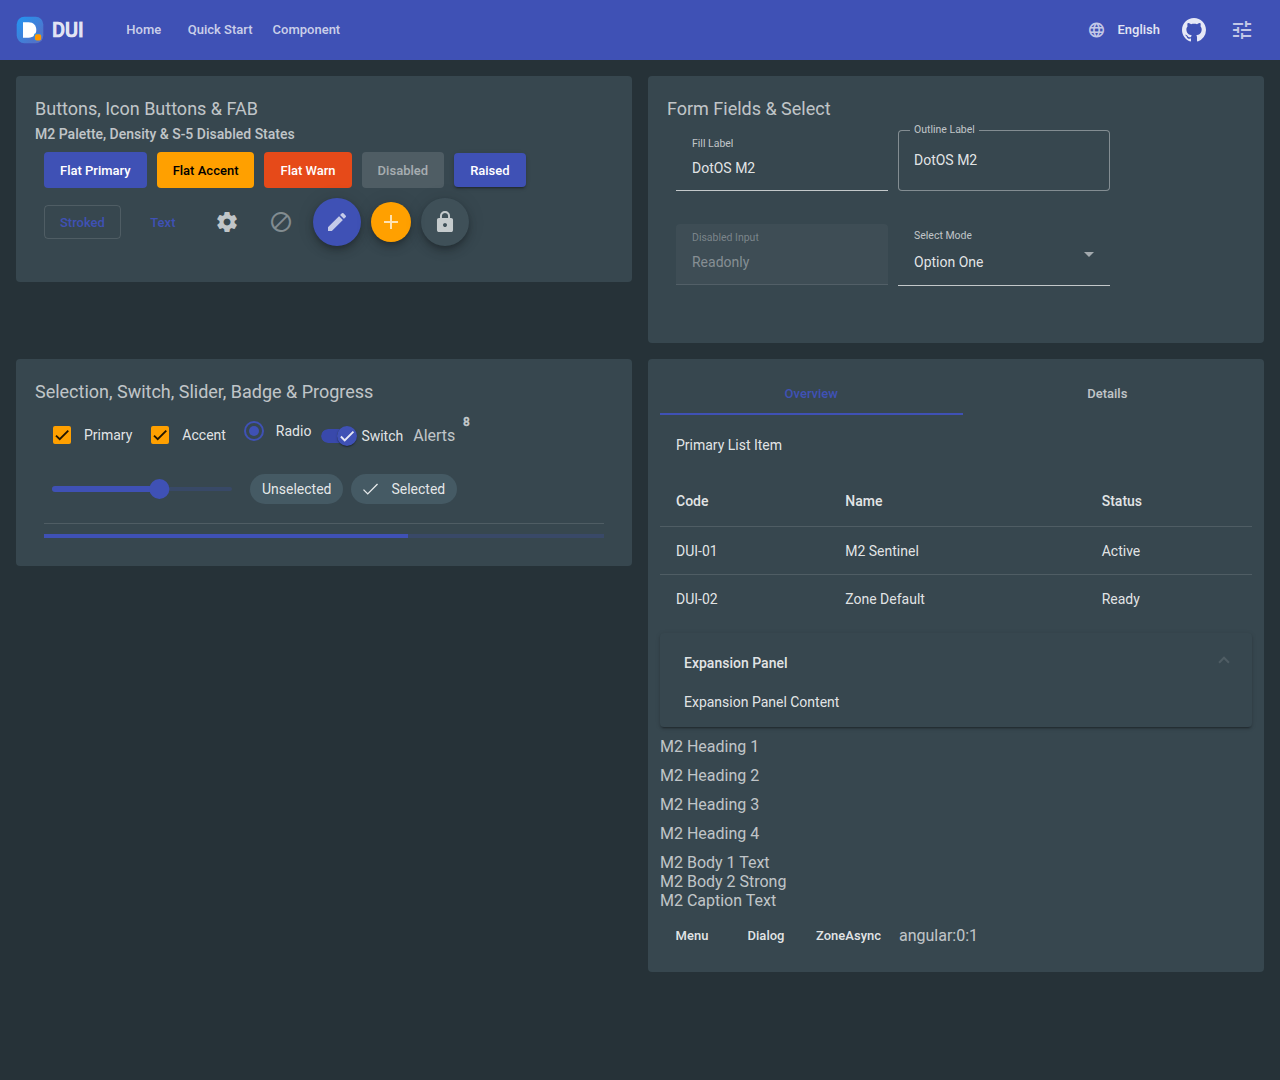 DUI
Home
Quick Start
Component
English
Buttons, Icon Buttons & FAB
M2 Palette, Density & S-5 Disabled States
Flat Primary
Flat Accent
Flat Warn
Disabled
Raised
Stroked
Text
Form Fields & Select
Fill Label
DotOS M2
Outline Label
DotOS M2
Disabled Input
Readonly
Select Mode
Option One
Selection, Switch, Slider, Badge & Progress
Primary
Accent
Radio
Switch
Alerts
8
Unselected
Selected
Overview
Details
Primary List Item
Code Name Status
DUI-01 M2 Sentinel Active
DUI-02 Zone Default Ready
Expansion Panel
Expansion Panel Content
M2 Heading 1
M2 Heading 2
M2 Heading 3
M2 Heading 4
M2 Body 1 Text
M2 Body 2 Strong
M2 Caption Text
Menu
Dialog
ZoneAsync
angular:0:1